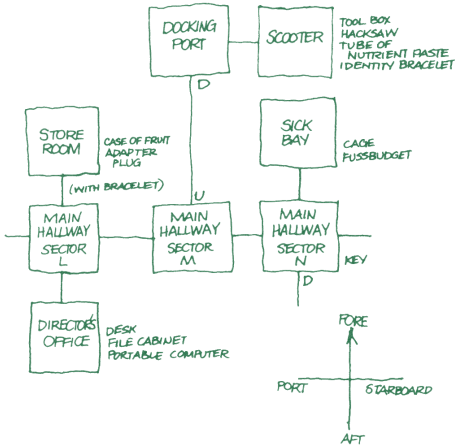 DOCKING
PORT
SCOOTER
TOOL BOX
HACKSAW
TUBE OF
NUTRIENT PASTE
IDENTITY BRACELET
D
STORE
ROOM
CASE OF FRUIT
ADAPTER
PLUG
(WITH BRACELET)
SICK
BAY
CAGE
FUSSBUDGET
U
MAIN
HALLWAY
SECTOR
L
MAIN
HALLWAY
SECTOR
M
MAIN
HALLWAY
SECTOR
N
KEY
D
DIRECTOR'S
OFFICE
DESK
FILE CABINET
PORTABLE COMPUTER
FORE
PORT
STARBOARD
AFT